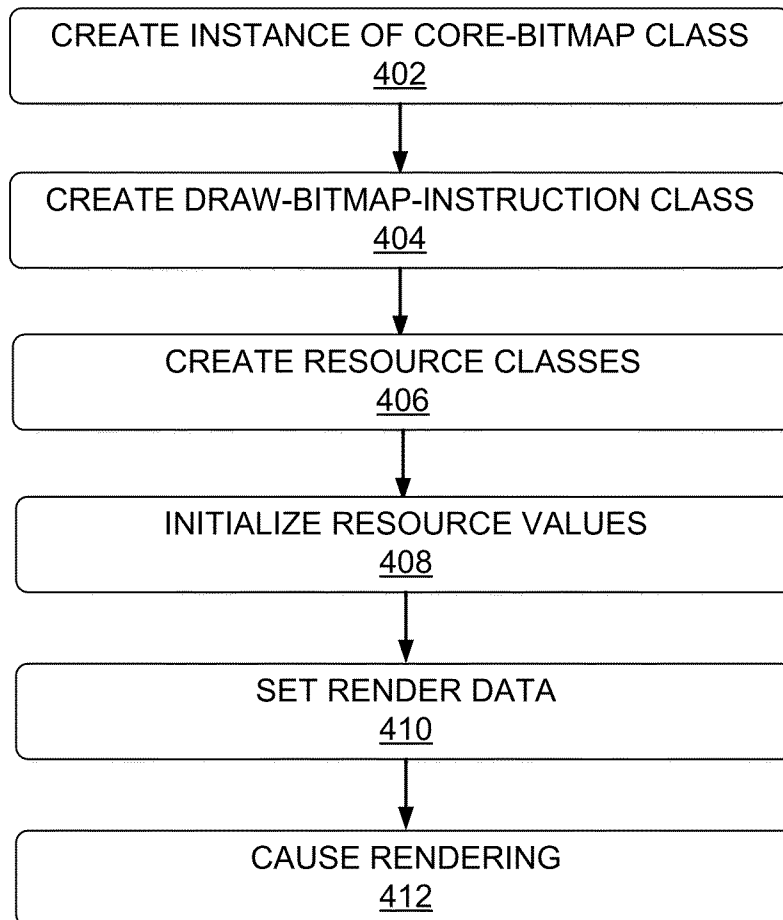 CREATE INSTANCE OF CORE-BITMAP CLASS
402
CREATE DRAW-BITMAP-INSTRUCTION CLASS
404
CREATE RESOURCE CLASSES
406
INITIALIZE RESOURCE VALUES
408
SET RENDER DATA
410
CAUSE RENDERING
412